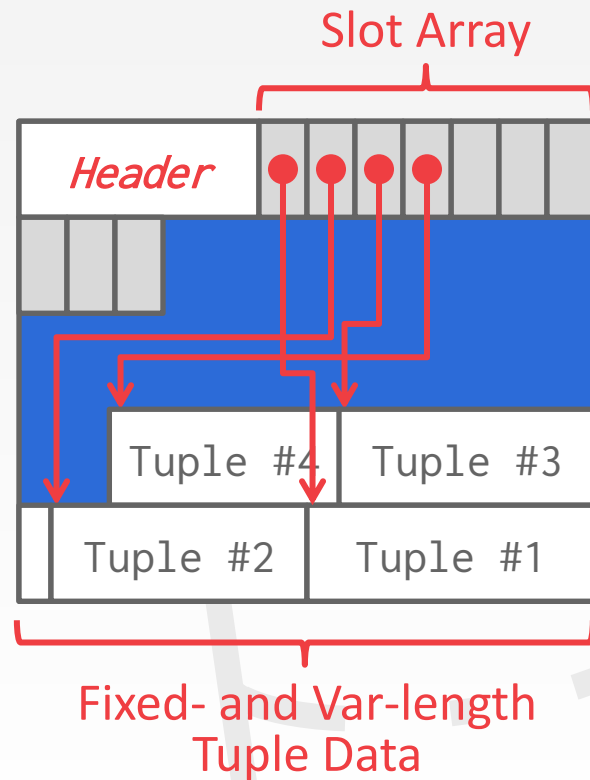 Slot Array
Header
Tuple #4
Tuple #3
Tuple #2
Tuple #1
Fixed- and Var-length
Tuple Data